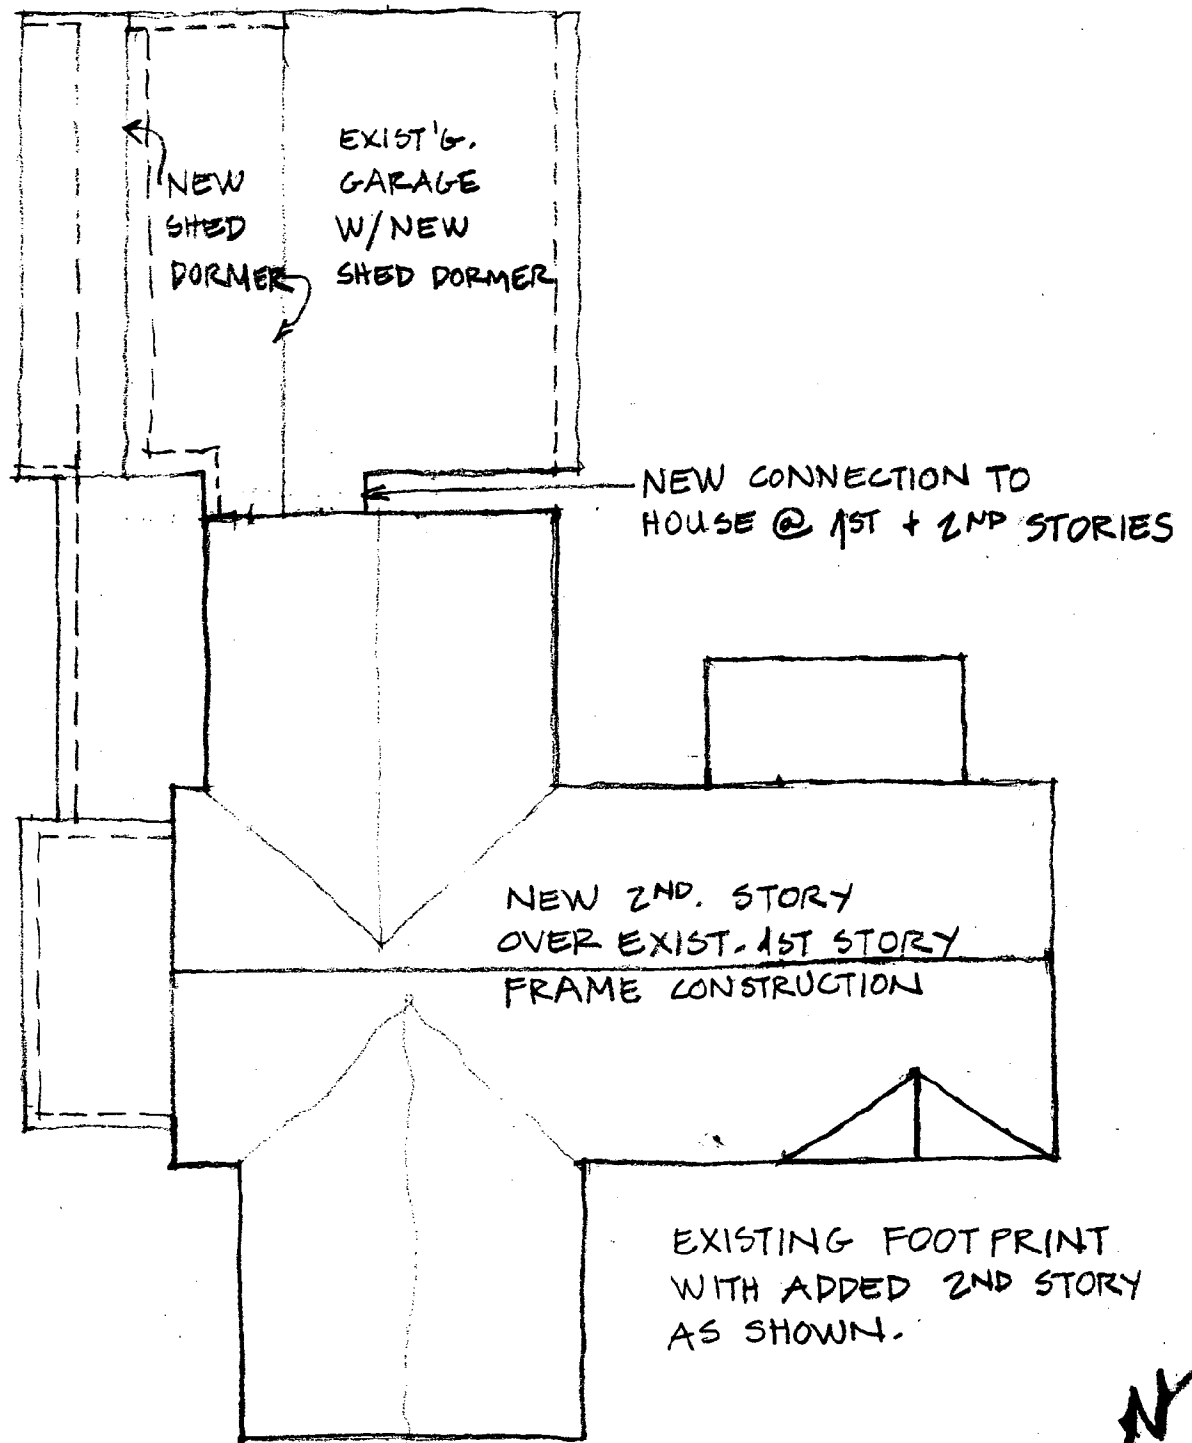 NEW
SHED
DORMER
EXIST'G.
GARAGE
W/NEW
SHED DORMER
NEW CONNECTION TO
HOUSE @ 1ST + 2ND STORIES
NEW 2ND. STORY
OVER EXIST. 1ST STORY
FRAME CONSTRUCTION
EXISTING FOOTPRINT
WITH ADDED 2ND STORY
AS SHOWN.
N